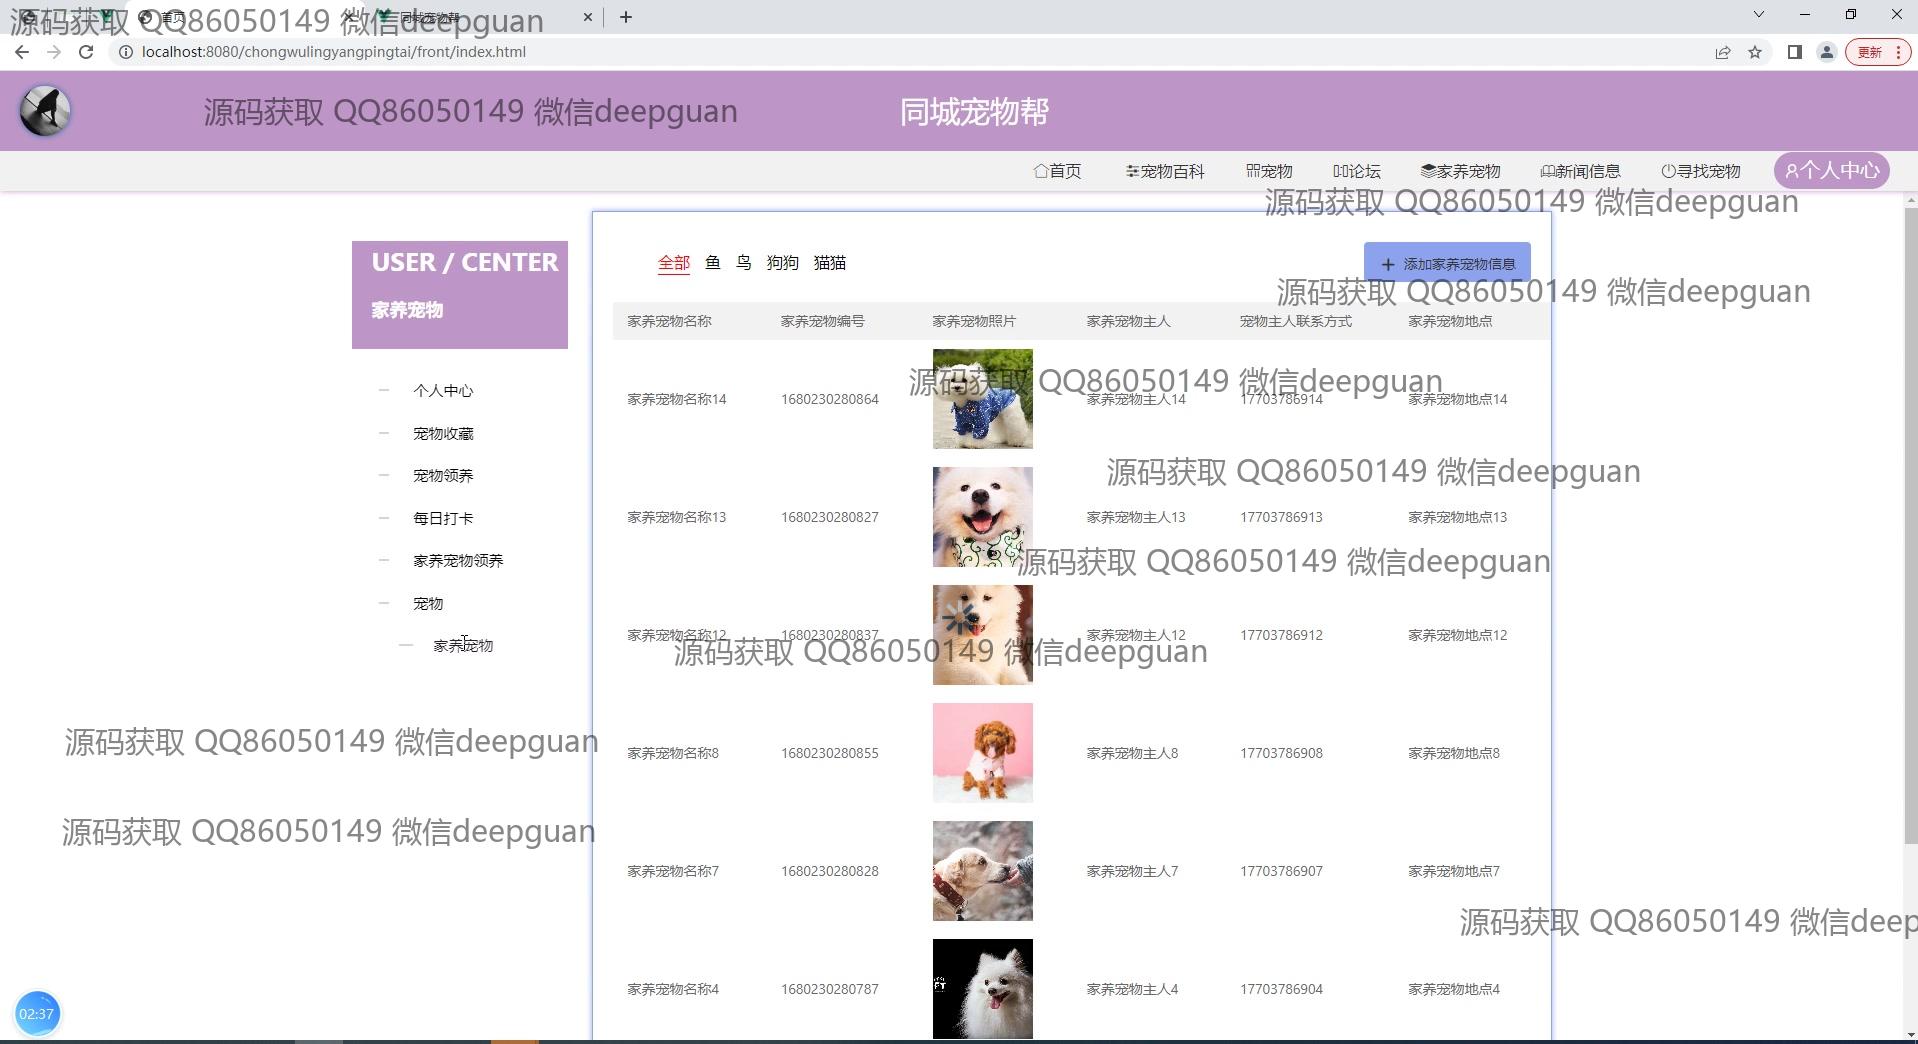 源码获取 QQ86050149 微信deepguan
首页
同城宠物帮
localhost:8080/chongwulingyangpingtai/front/index.html
更新
源码获取 QQ86050149 微信deepguan
同城宠物帮
首页 宠物百科 宠物 论坛 家养宠物 新闻信息 寻找宠物 个人中心
源码获取 QQ86050149 微信deepguan
USER / CENTER
家养宠物
全部 鱼 鸟 狗狗 猫猫
添加家养宠物信息
源码获取 QQ86050149 微信deepguan
家养宠物名称 家养宠物编号 家养宠物照片 家养宠物主人 宠物主人联系方式 家养宠物地点
源码获取 QQ86050149 微信deepguan
家养宠物名称14 1680230280864 家养宠物主人14 17703786914 家养宠物地点14
源码获取 QQ86050149 微信deepguan
家养宠物名称13 1680230280827 家养宠物主人13 17703786913 家养宠物地点13
源码获取 QQ86050149 微信deepguan
家养宠物名称12 1680230280837 家养宠物主人12 17703786912 家养宠物地点12
源码获取 QQ86050149 微信deepguan
家养宠物名称8 1680230280855 家养宠物主人8 17703786908 家养宠物地点8
家养宠物名称7 1680230280828 家养宠物主人7 17703786907 家养宠物地点7
源码获取 QQ86050149 微信deep
家养宠物名称4 1680230280787 家养宠物主人4 17703786904 家养宠物地点4
个人中心
宠物收藏
宠物领养
每日打卡
家养宠物领养
宠物
家养宠物
源码获取 QQ86050149 微信deepguan
源码获取 QQ86050149 微信deepguan
02:37